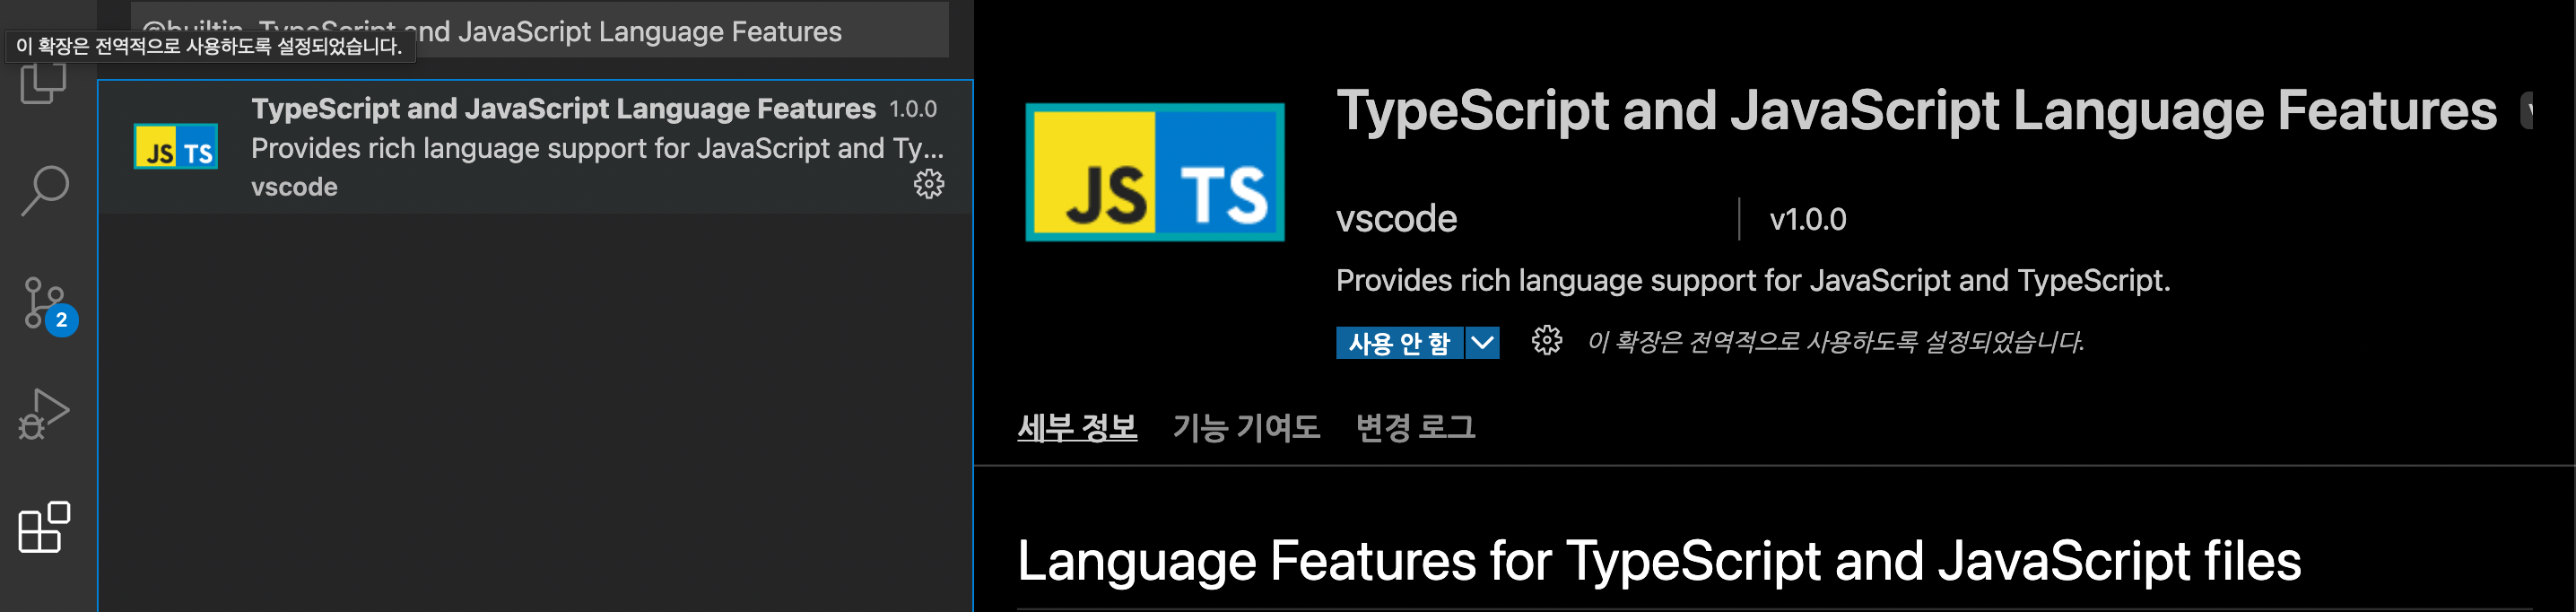 @builtin TypeScript and JavaScript Language Features
이 확장은 전역적으로 사용하도록 설정되었습니다.
JS TS
TypeScript and JavaScript Language Features 1.0.0
Provides rich language support for JavaScript and Ty...
vscode
2
JS TS
TypeScript and JavaScript Language Features
vscode
v1.0.0
Provides rich language support for JavaScript and TypeScript.
사용 안 함
이 확장은 전역적으로 사용하도록 설정되었습니다.
세부 정보 기능 기여도 변경 로그
Language Features for TypeScript and JavaScript files